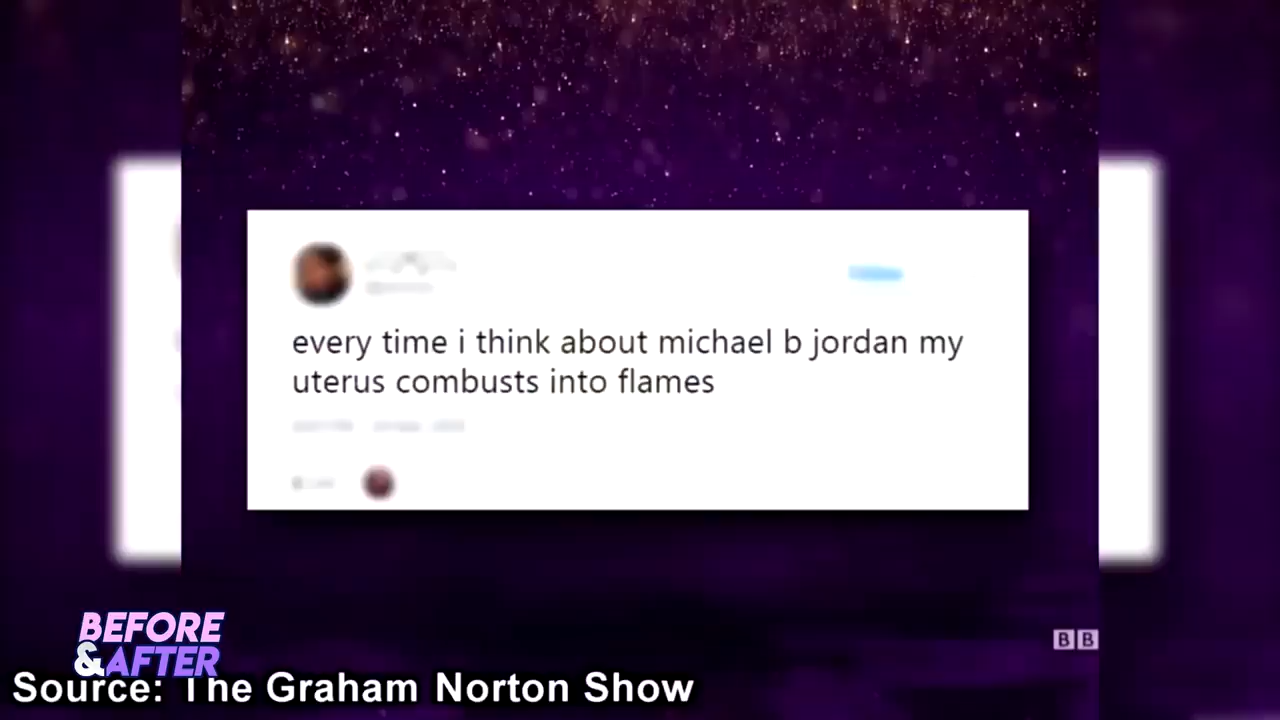 every time i think about michael b jordan my
uterus combusts into flames
BB
BEFORE
&AFTER
Source: The Graham Norton Show